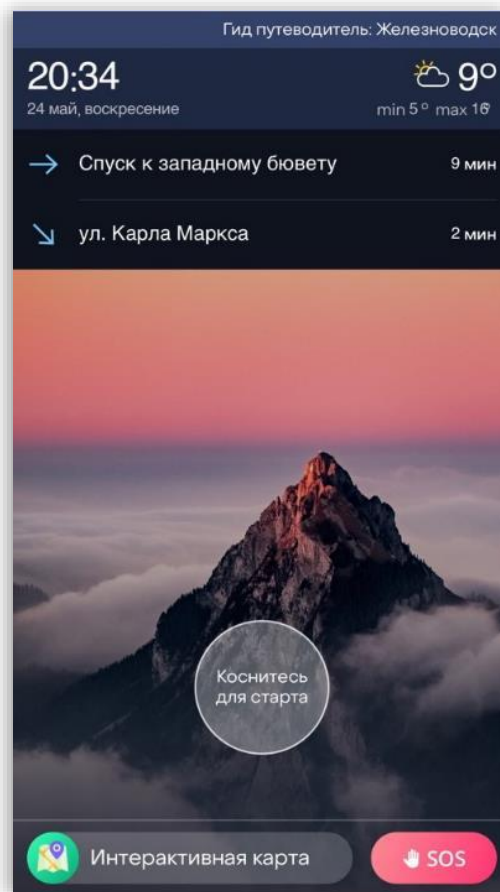 Гид путеводитель: Железноводск
20:34
9°
24 май, воскресение
min 5° max 16°
Спуск к западному бювету
9 мин
ул. Карла Маркса
2 мин
Коснитесь
для старта
Интерактивная карта
SOS